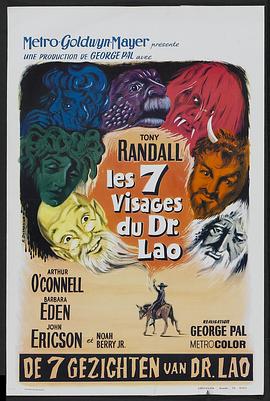 Metro-Goldwyn-Mayer présente
UNE PRODUCTION DE GEORGE PAL avec
TONY
RANDALL
les 7
Visages
du Dr.
Lao
ARTHUR
O'CONNELL
BARBARA
EDEN
JOHN
ERICSON et NOAH
BERRY JR.
RÉALISATION
GEORGE PAL
METROCOLOR
DE 7 GEZICHTEN VAN DR. LAO